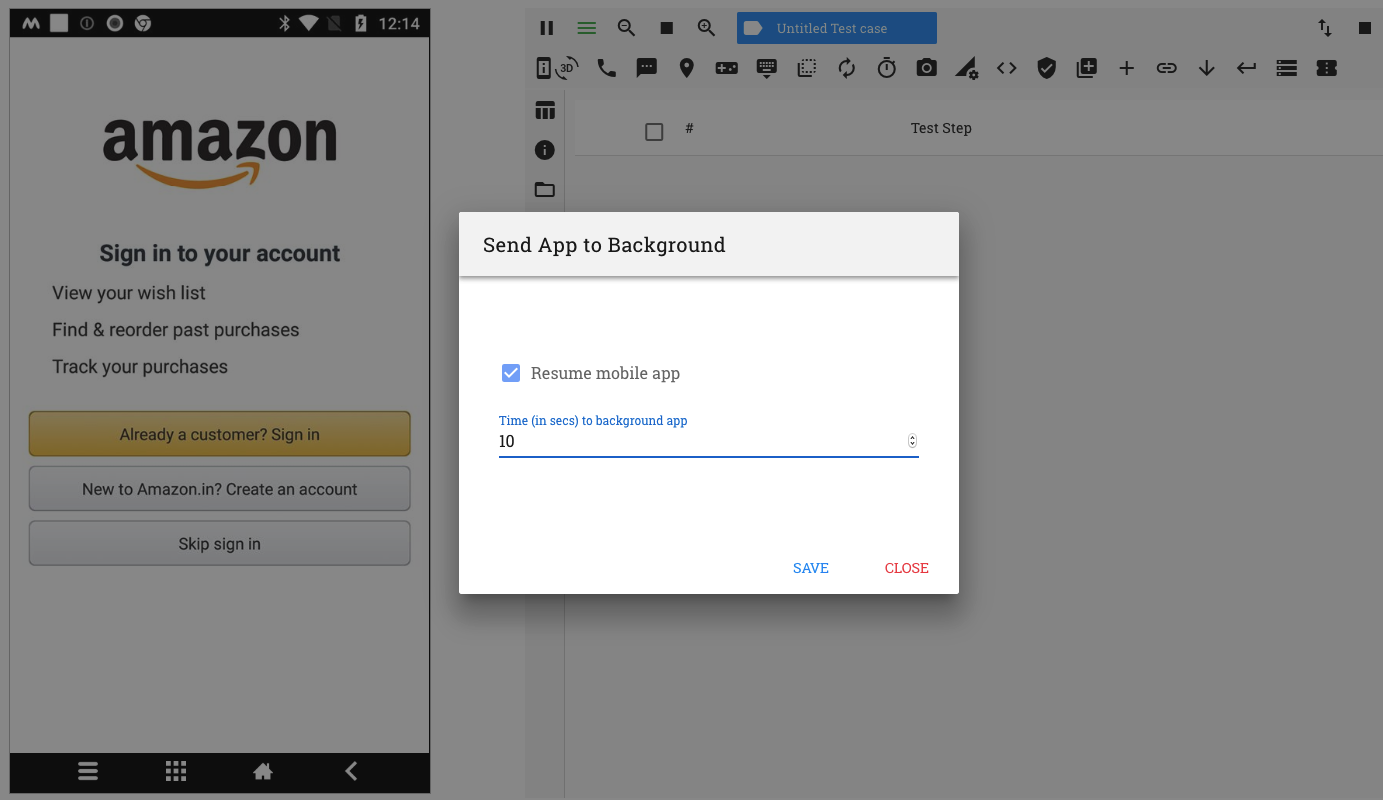 12:14
amazon
Sign in to your account
View your wish list
Find & reorder past purchases
Track your purchases
Already a customer? Sign in
New to Amazon.in? Create an account
Skip sign in
Untitled Test case
3D
# Test Step
Send App to Background
Resume mobile app
Time (in secs) to background app
10
SAVE CLOSE